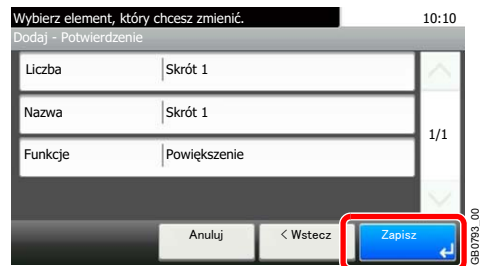 Wybierz element, który chcesz zmienić. 10:10
Dodaj - Potwierdzenie
Liczba Skrót 1
Nazwa Skrót 1
1/1
Funkcje Powiększenie
Anuluj < Wstecz Zapisz
GB0793_00